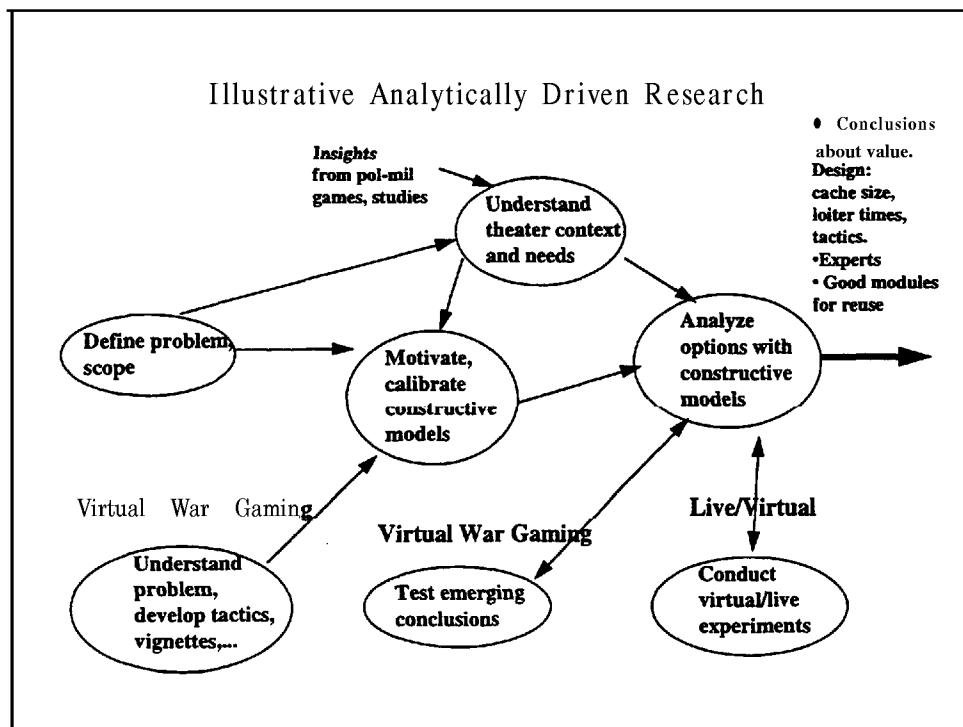 Illustrative Analytically Driven Research
Insights
from pol-mil
games, studies
Understand
theater context
and needs
• Conclusions
about value.
Design:
cache size,
loiter times,
tactics.
•Experts
• Good modules
for reuse
Define problem,
scope
Motivate,
calibrate
constructive
models
Analyze
options with
constructive
models
Virtual War Gaming
Understand
problem,
develop tactics,
vignettes,...
Virtual War Gaming
Test emerging
conclusions
Live/Virtual
Conduct
virtual/live
experiments